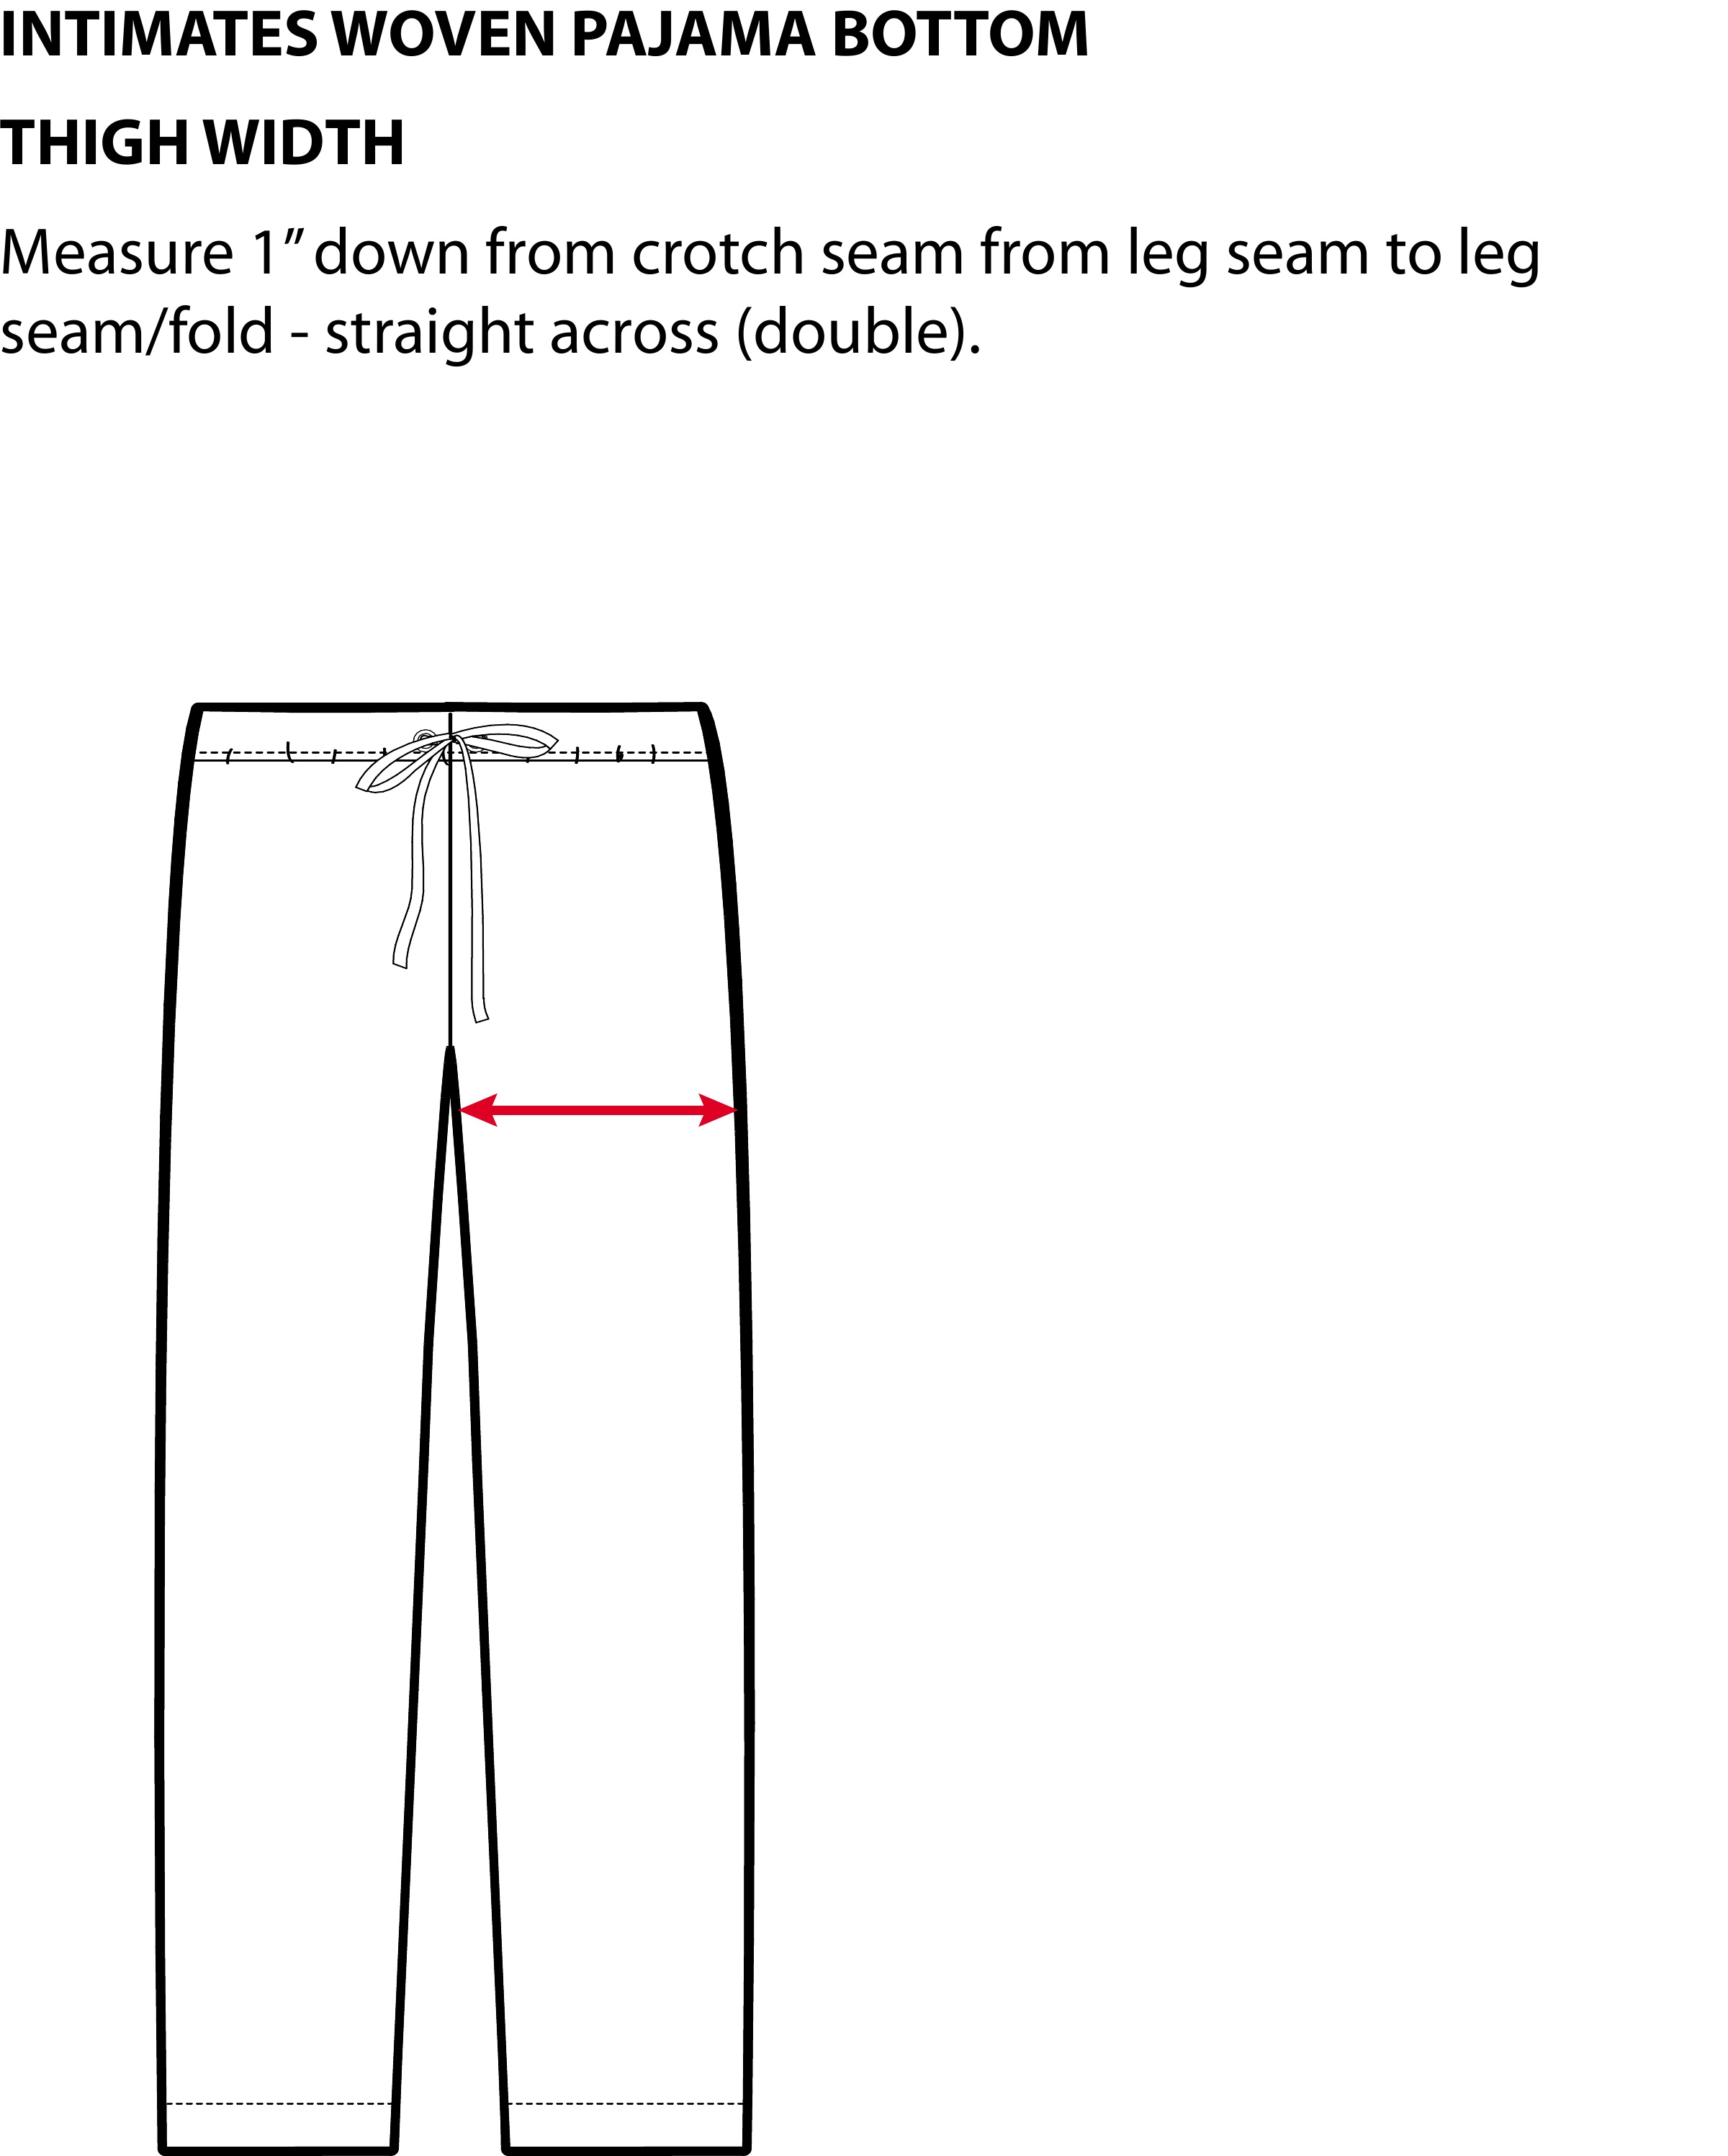 INTIMATES WOVEN PAJAMA BOTTOM
THIGH WIDTH
Measure 1” down from crotch seam from leg seam to leg
seam/fold - straight across (double).